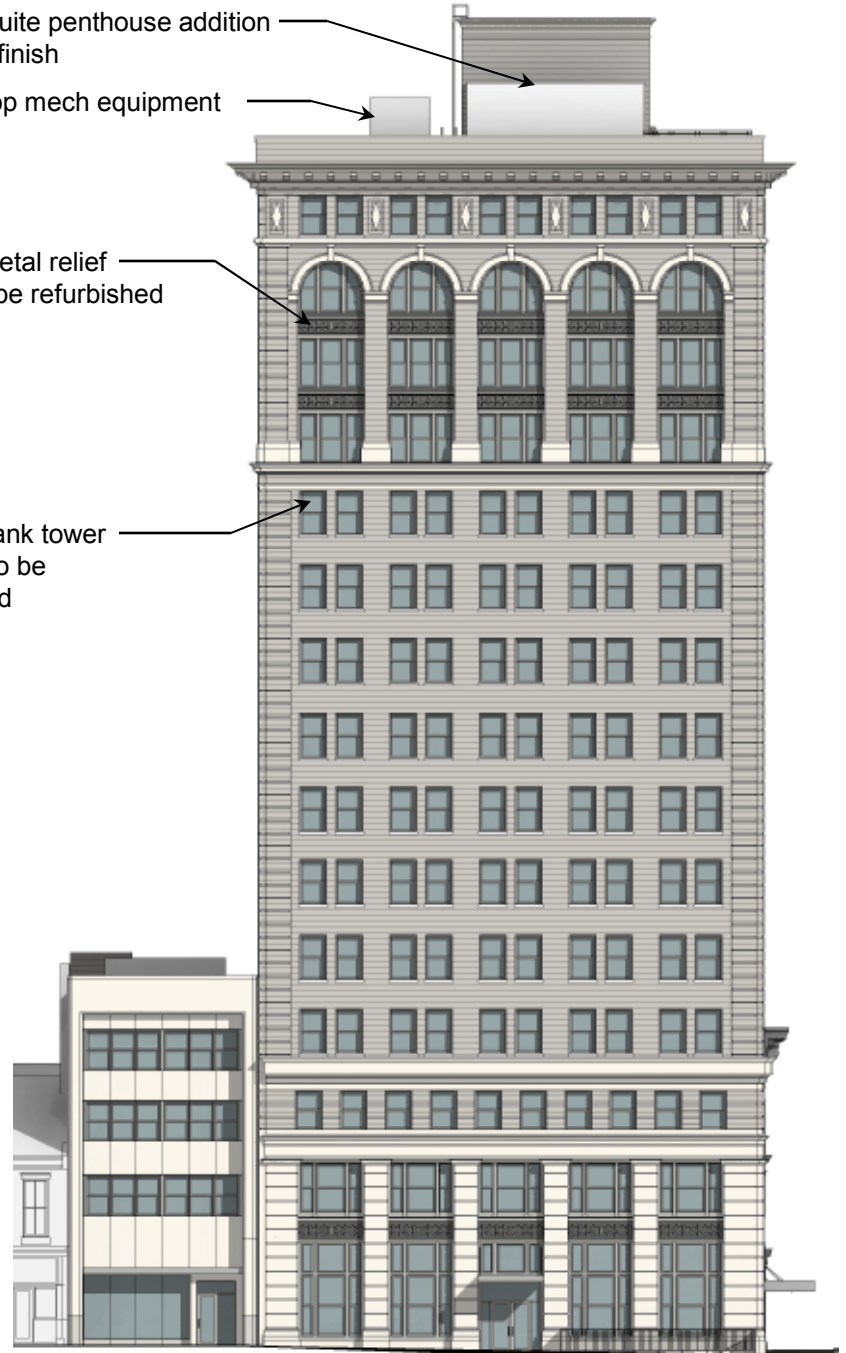 uite penthouse addition
finish
op mech equipment
etal relief
be refurbished
ank tower
o be
d